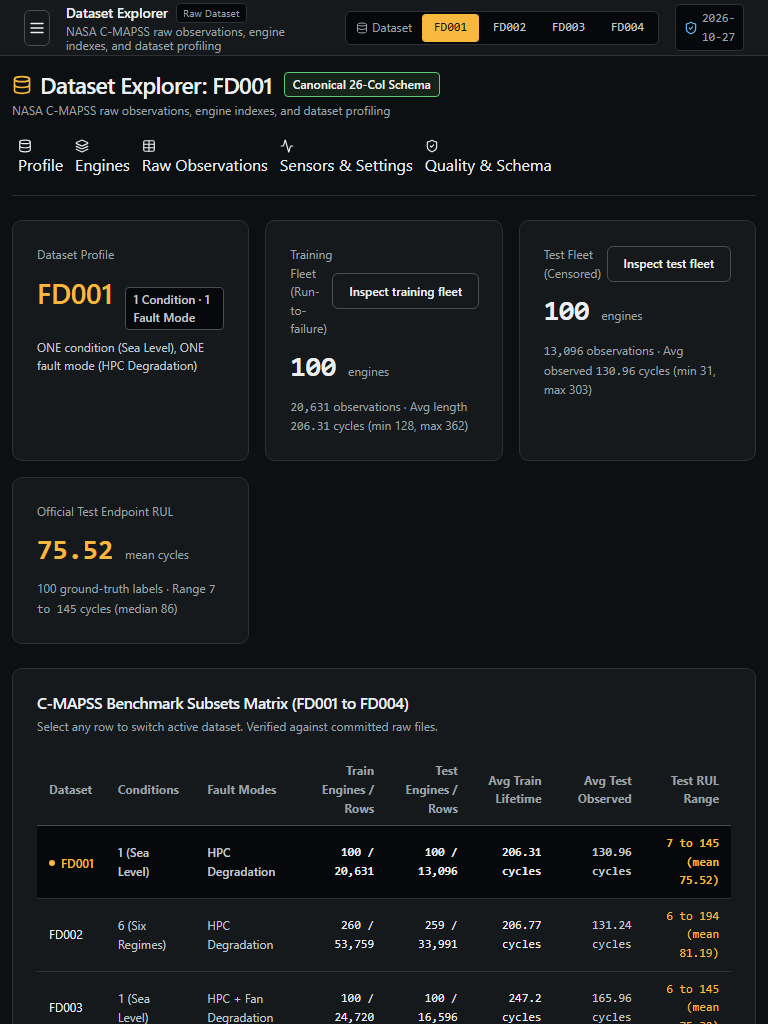 Dataset Explorer Raw Dataset
NASA C-MAPSS raw observations, engine
indexes, and dataset profiling
Dataset FD001 FD002 FD003 FD004
2026-
10-27
Dataset Explorer: FD001 Canonical 26-Col Schema
NASA C-MAPSS raw observations, engine indexes, and dataset profiling
Profile Engines Raw Observations Sensors & Settings Quality & Schema
Dataset Profile
FD001
1 Condition · 1
Fault Mode
ONE condition (Sea Level), ONE
fault mode (HPC Degradation)
Training
Fleet
(Run-
to-
failure)
Inspect training fleet
100 engines
20,631 observations · Avg length
206.31 cycles (min 128, max 362)
Test Fleet
(Censored)
Inspect test fleet
100 engines
13,096 observations · Avg
observed 130.96 cycles (min 31,
max 303)
Official Test Endpoint RUL
75.52 mean cycles
100 ground-truth labels · Range 7
to 145 cycles (median 86)
C-MAPSS Benchmark Subsets Matrix (FD001 to FD004)
Select any row to switch active dataset. Verified against committed raw files.
Dataset Conditions Fault Modes
Train
Engines /
Rows
Test
Engines /
Rows
Avg Train
Lifetime
Avg Test
Observed
Test RUL
Range
FD001
1 (Sea
Level)
HPC
Degradation
100 /
20,631
100 /
13,096
206.31
cycles
130.96
cycles
7 to 145
(mean
75.52)
FD002
6 (Six
Regimes)
HPC
Degradation
260 /
53,759
259 /
33,991
206.77
cycles
131.24
cycles
6 to 194
(mean
81.19)
FD003
1 (Sea
Level)
HPC + Fan
Degradation
100 /
24,720
100 /
16,596
247.2
cycles
165.96
cycles
6 to 145
(mean